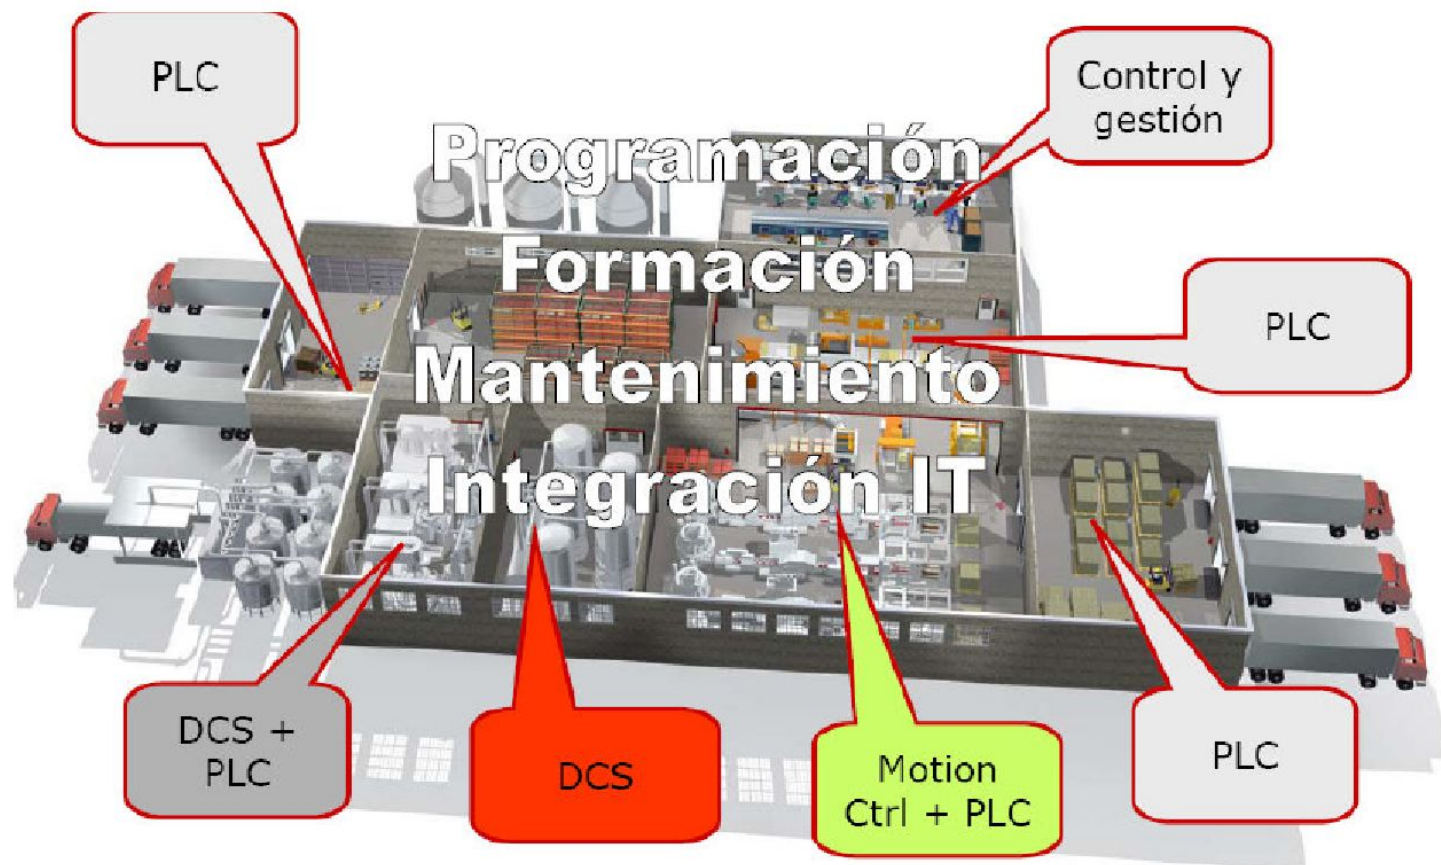 PLC
Control y
gestión
Programación
Formación
PLC
Mantenimiento
Integración IT
DCS +
PLC
DCS
Motion
Ctrl + PLC
PLC